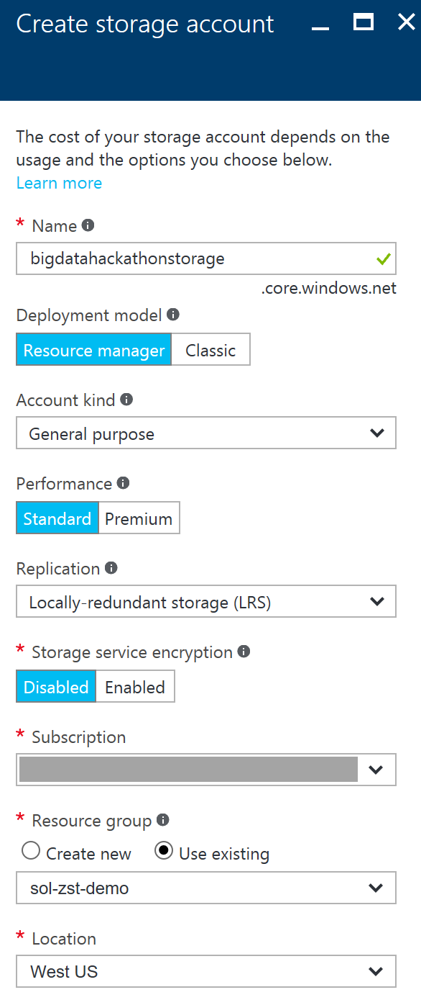 Create storage account
The cost of your storage account depends on the
usage and the options you choose below.
Learn more
* Name
bigdatahackathonstorage
.core.windows.net
Deployment model
Resource manager Classic
Account kind
General purpose
Performance
Standard Premium
Replication
Locally-redundant storage (LRS)
* Storage service encryption
Disabled Enabled
* Subscription
* Resource group
Create new Use existing
sol-zst-demo
* Location
West US